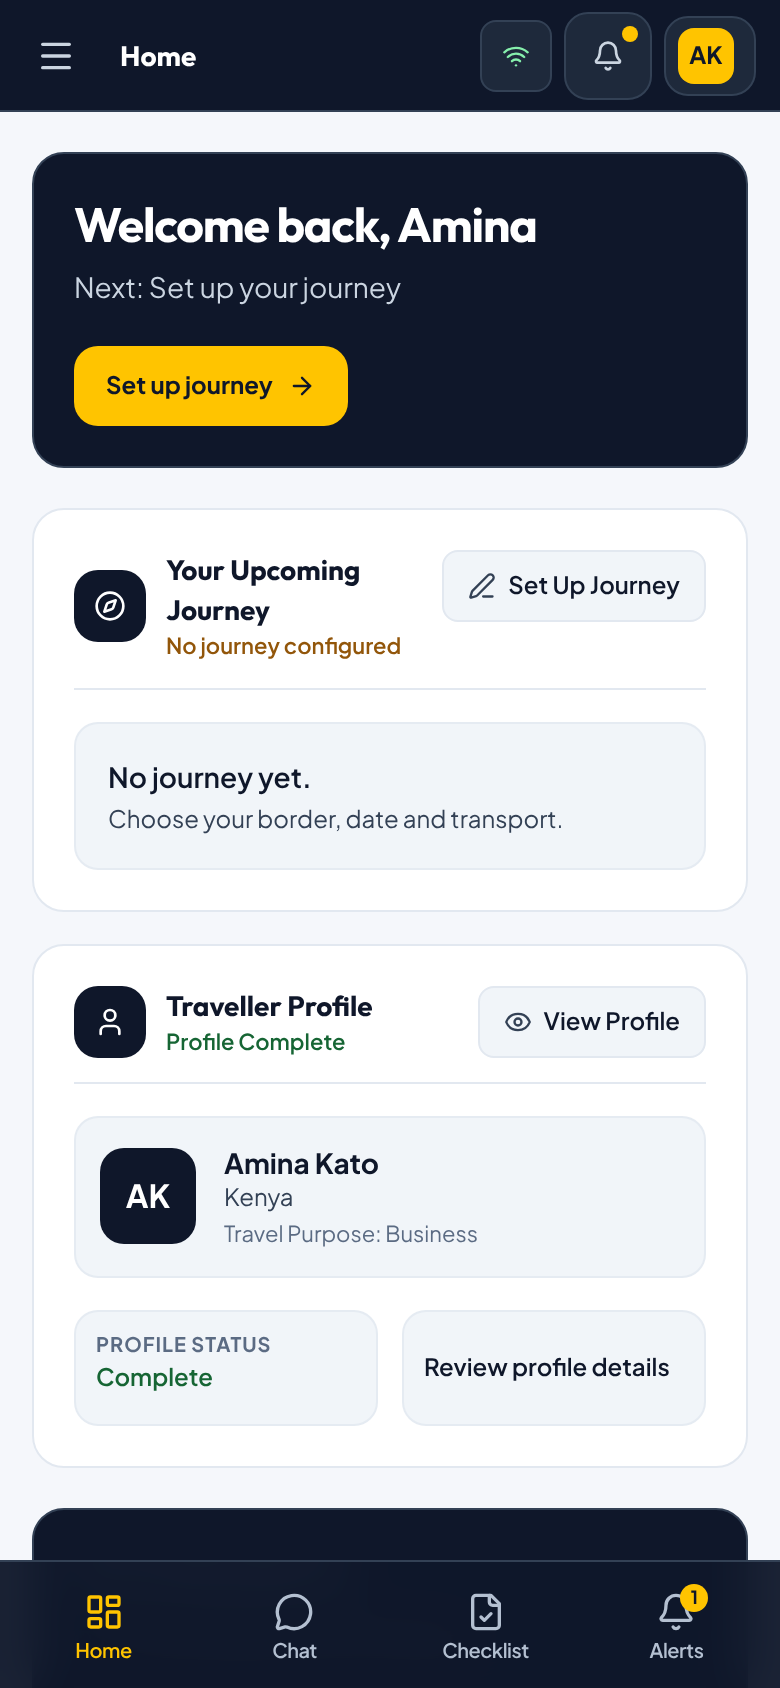 Home
AK
Welcome back, Amina
Next: Set up your journey
Set up journey
Your Upcoming
Journey
No journey configured
Set Up Journey
No journey yet.
Choose your border, date and transport.
Traveller Profile
Profile Complete
View Profile
AK
Amina Kato
Kenya
Travel Purpose: Business
PROFILE STATUS
Complete
Review profile details
Home
Chat
Checklist
1
Alerts